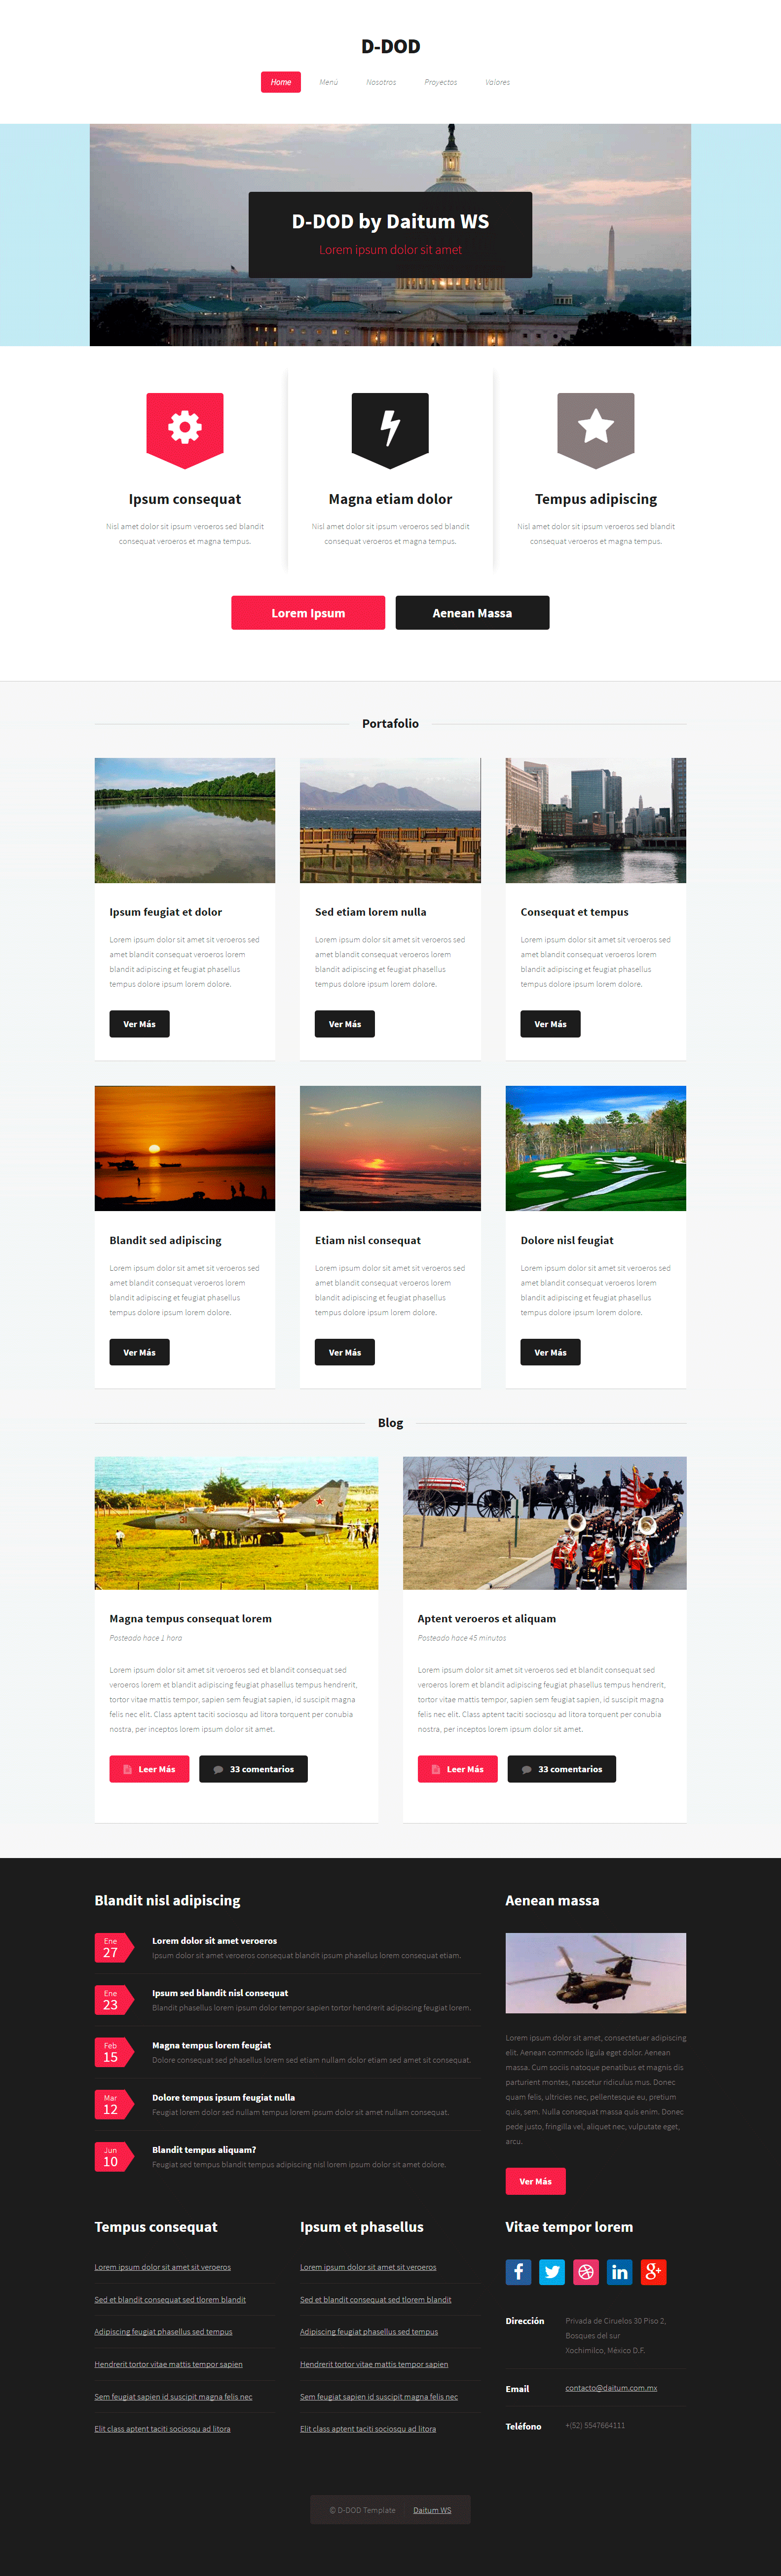 D-DOD
Home Menú Nosotros Proyectos Valores
D-DOD by Daitum WS
Lorem ipsum dolor sit amet
Ipsum consequat
Nisl amet dolor sit ipsum veroeros sed blandit
consequat veroeros et magna tempus.
Magna etiam dolor
Nisl amet dolor sit ipsum veroeros sed blandit
consequat veroeros et magna tempus.
Tempus adipiscing
Nisl amet dolor sit ipsum veroeros sed blandit
consequat veroeros et magna tempus.
Lorem Ipsum
Aenean Massa
Portafolio
Ipsum feugiat et dolor
Lorem ipsum dolor sit amet sit veroeros sed
amet blandit consequat veroeros lorem
blandit adipiscing et feugiat phasellus
tempus dolore ipsum lorem dolore.
Ver Más
Sed etiam lorem nulla
Lorem ipsum dolor sit amet sit veroeros sed
amet blandit consequat veroeros lorem
blandit adipiscing et feugiat phasellus
tempus dolore ipsum lorem dolore.
Ver Más
Consequat et tempus
Lorem ipsum dolor sit amet sit veroeros sed
amet blandit consequat veroeros lorem
blandit adipiscing et feugiat phasellus
tempus dolore ipsum lorem dolore.
Ver Más
Blandit sed adipiscing
Lorem ipsum dolor sit amet sit veroeros sed
amet blandit consequat veroeros lorem
blandit adipiscing et feugiat phasellus
tempus dolore ipsum lorem dolore.
Ver Más
Etiam nisl consequat
Lorem ipsum dolor sit amet sit veroeros sed
amet blandit consequat veroeros lorem
blandit adipiscing et feugiat phasellus
tempus dolore ipsum lorem dolore.
Ver Más
Dolore nisl feugiat
Lorem ipsum dolor sit amet sit veroeros sed
amet blandit consequat veroeros lorem
blandit adipiscing et feugiat phasellus
tempus dolore ipsum lorem dolore.
Ver Más
Blog
31
Magna tempus consequat lorem
Posteado hace 1 hora
Lorem ipsum dolor sit amet sit veroeros sed et blandit consequat sed
veroeros lorem et blandit adipiscing feugiat phasellus tempus hendrerit,
tortor vitae mattis tempor, sapien sem feugiat sapien, id suscipit magna
felis nec elit. Class aptent taciti sociosqu ad litora torquent per conubia
nostra, per inceptos lorem ipsum dolor sit amet.
Leer Más
33 comentarios
Aptent veroeros et aliquam
Posteado hace 45 minutos
Lorem ipsum dolor sit amet sit veroeros sed et blandit consequat sed
veroeros lorem et blandit adipiscing feugiat phasellus tempus hendrerit,
tortor vitae mattis tempor, sapien sem feugiat sapien, id suscipit magna
felis nec elit. Class aptent taciti sociosqu ad litora torquent per conubia
nostra, per inceptos lorem ipsum dolor sit amet.
Leer Más
33 comentarios
Blandit nisl adipiscing
Ene
27
Lorem dolor sit amet veroeros
Ipsum dolor sit amet veroeros consequat blandit ipsum phasellus lorem consequat etiam.
Ene
23
Ipsum sed blandit nisl consequat
Blandit phasellus lorem ipsum dolor tempor sapien tortor hendrerit adipiscing feugiat lorem.
Feb
15
Magna tempus lorem feugiat
Dolore consequat sed phasellus lorem sed etiam nullam dolor etiam sed amet sit consequat.
Mar
12
Dolore tempus ipsum feugiat nulla
Feugiat lorem dolor sed nullam tempus lorem ipsum dolor sit amet nullam consequat.
Jun
10
Blandit tempus aliquam?
Feugiat sed tempus blandit tempus adipiscing nisl lorem ipsum dolor sit amet dolore.
Aenean massa
Lorem ipsum dolor sit amet, consectetuer adipiscing
elit. Aenean commodo ligula eget dolor. Aenean
massa. Cum sociis natoque penatibus et magnis dis
parturient montes, nascetur ridiculus mus. Donec
quam felis, ultricies nec, pellentesque eu, pretium
quis, sem. Nulla consequat massa quis enim. Donec
pede justo, fringilla vel, aliquet nec, vulputate eget,
arcu.
Ver Más
Tempus consequat
Lorem ipsum dolor sit amet sit veroeros
Sed et blandit consequat sed tlorem blandit
Adipiscing feugiat phasellus sed tempus
Hendrerit tortor vitae mattis tempor sapien
Sem feugiat sapien id suscipit magna felis nec
Elit class aptent taciti sociosqu ad litora
Ipsum et phasellus
Lorem ipsum dolor sit amet sit veroeros
Sed et blandit consequat sed tlorem blandit
Adipiscing feugiat phasellus sed tempus
Hendrerit tortor vitae mattis tempor sapien
Sem feugiat sapien id suscipit magna felis nec
Elit class aptent taciti sociosqu ad litora
Vitae tempor lorem
Dirección
Privada de Ciruelos 30 Piso 2,
Bosques del sur
Xochimilco, México D.F.
Email
contacto@daitum.com.mx
Teléfono
+(52) 5547664111
© D-DOD Template
Daitum WS